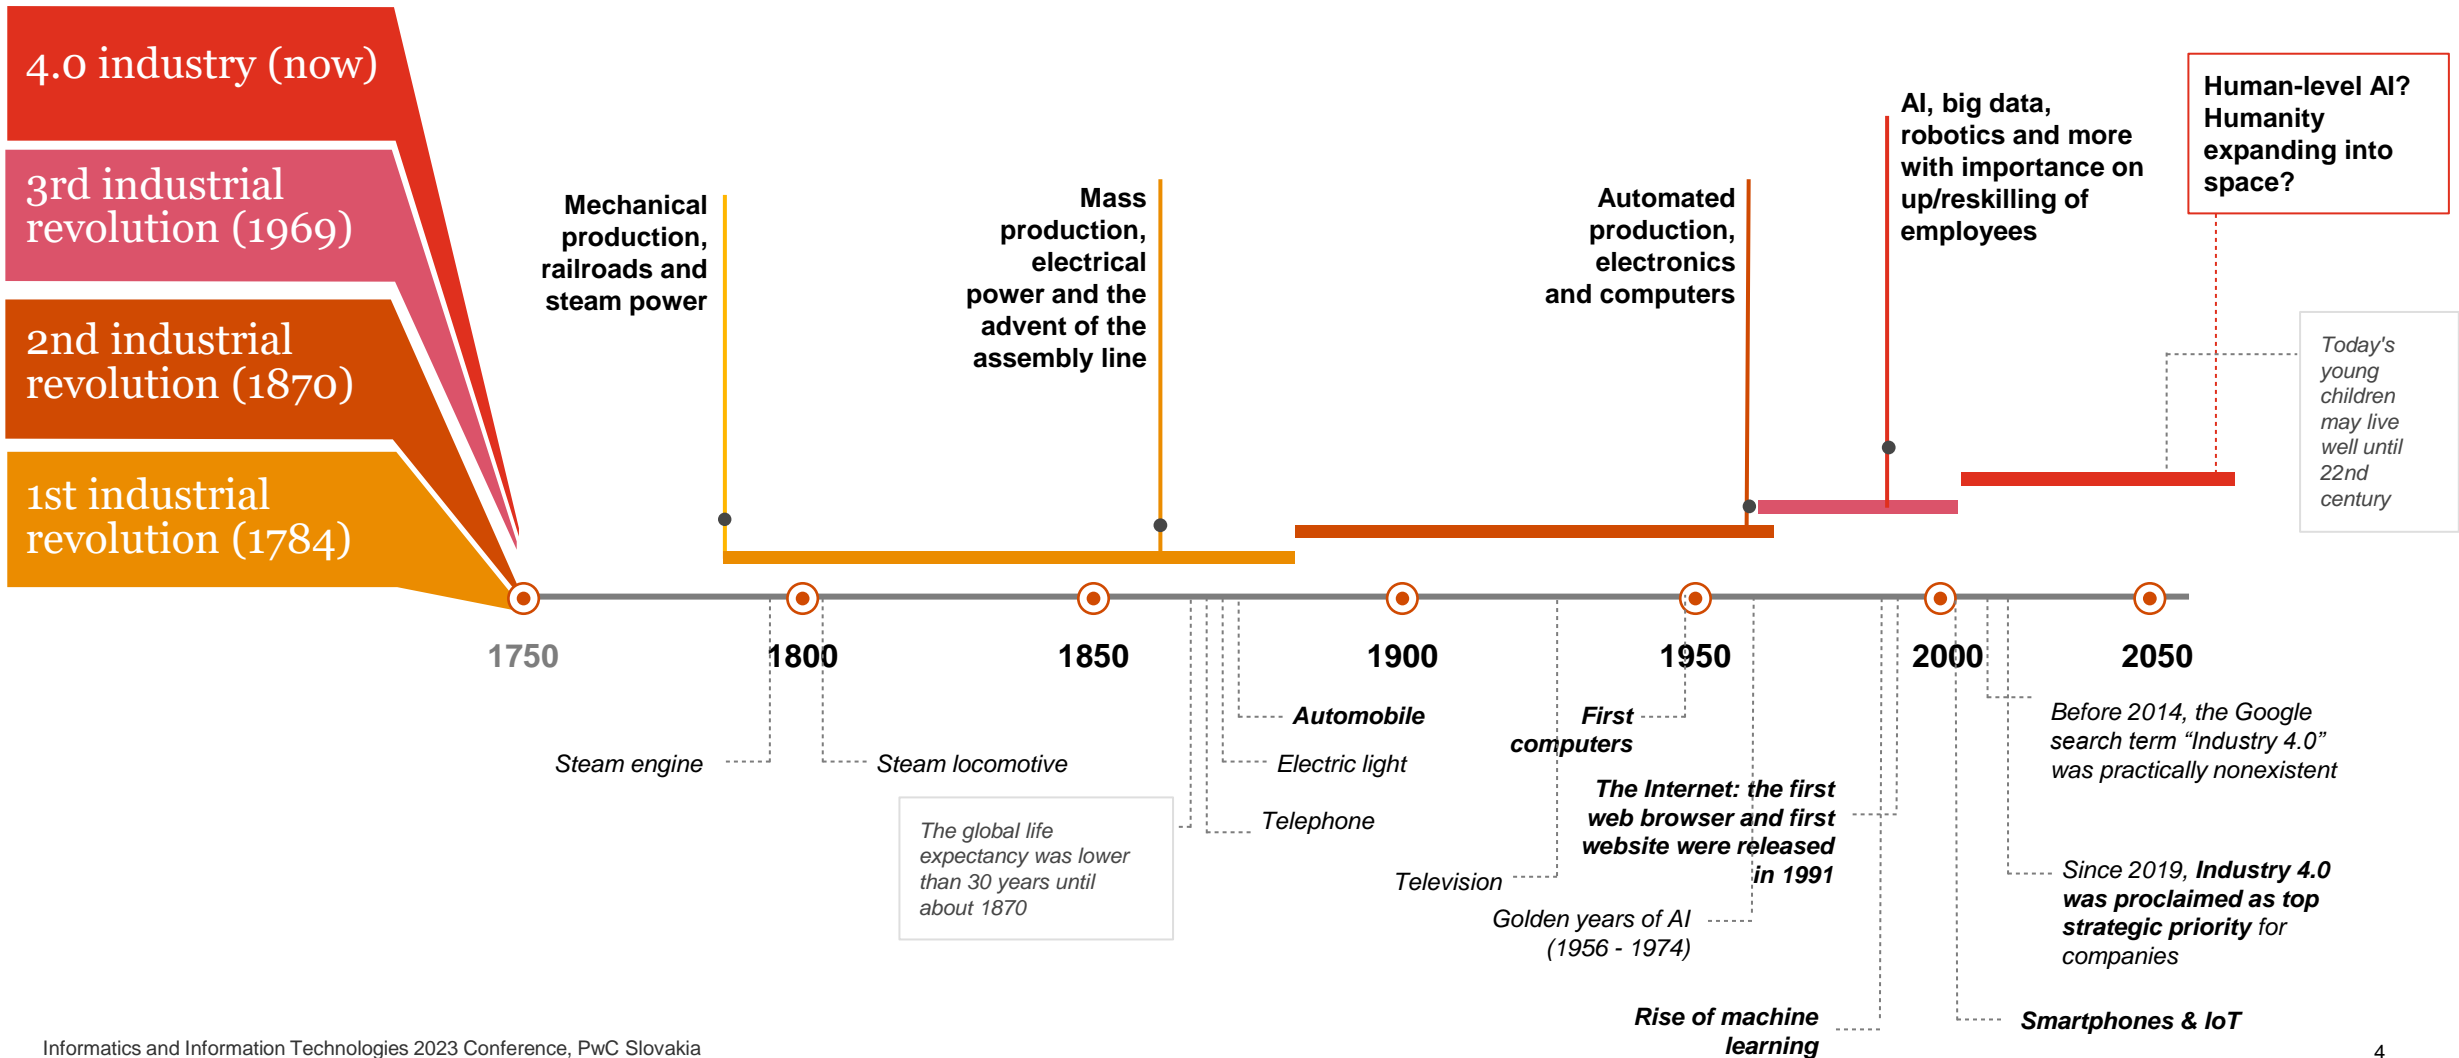 4.0 industry (now)
3rd industrial
revolution (1969)
2nd industrial
revolution (1870)
1st industrial
revolution (1784)
Mechanical
production,
railroads and
steam power
Mass
production,
electrical
power and the
advent of the
assembly line
Automated
production,
electronics
and computers
AI, big data,
robotics and more
with importance on
up/reskilling of
employees
Human-level AI?
Humanity
expanding into
space?
Today's
young
children
may live
well until
22nd
century
1750
1800
1850
1900
1950
2000
2050
Steam engine
Steam locomotive
The global life
expectancy was lower
than 30 years until
about 1870
Automobile
Electric light
Telephone
First
computers
The Internet: the first
web browser and first
website were released
in 1991
Television
Golden years of AI
(1956 - 1974)
Rise of machine
learning
Before 2014, the Google
search term “Industry 4.0”
was practically nonexistent
Since 2019, Industry 4.0
was proclaimed as top
strategic priority for
companies
Smartphones & IoT
Informatics and Information Technologies 2023 Conference, PwC Slovakia
4